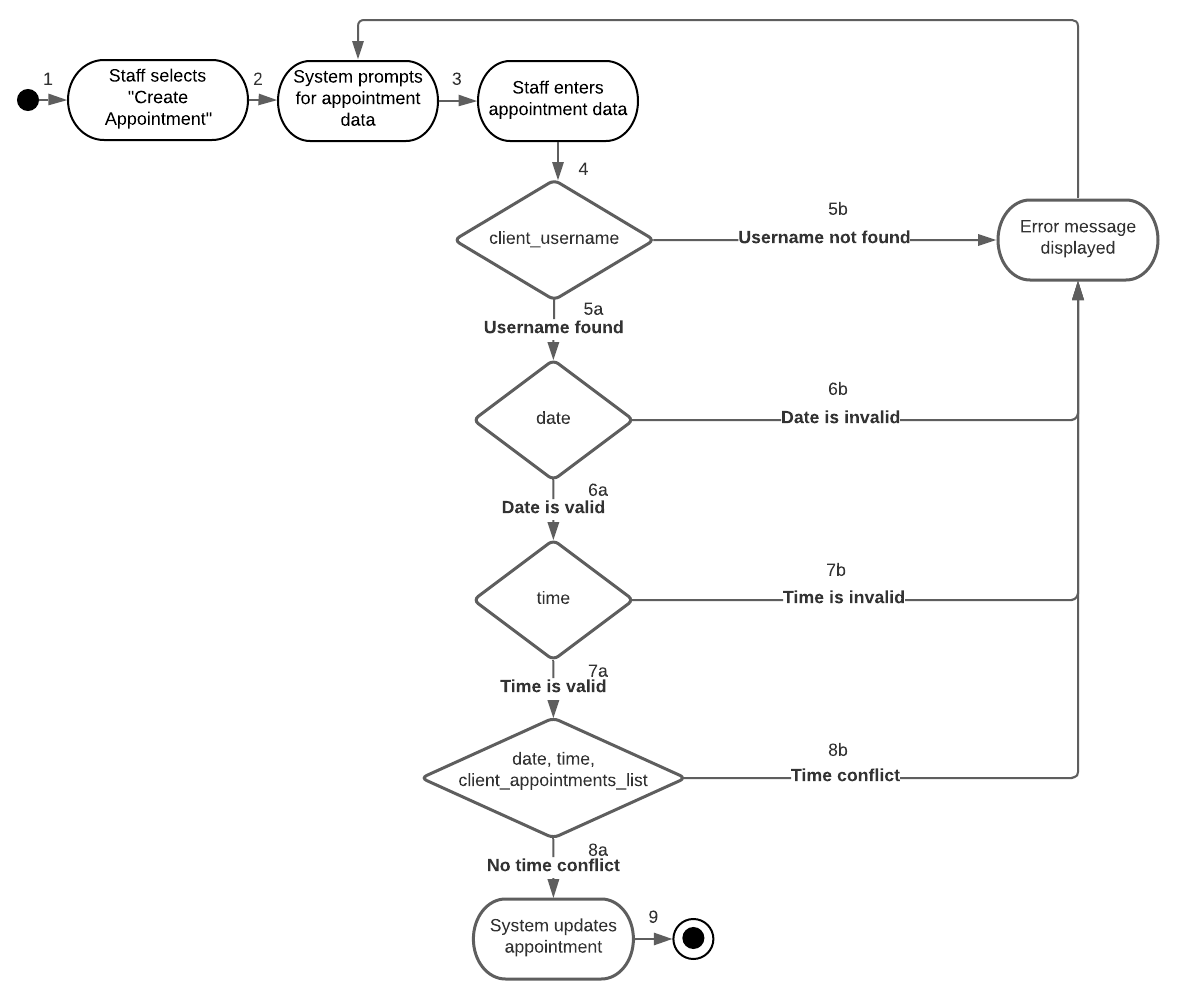 1
Staff selects
"Create
Appointment"
2
System prompts
for appointment
data
3
Staff enters
appointment data
4
client_username
5b
Username not found
Error message
displayed
5a
Username found
date
6b
Date is invalid
6a
Date is valid
time
7b
Time is invalid
7a
Time is valid
date, time,
client_appointments_list
8b
Time conflict
8a
No time conflict
System updates
appointment
9